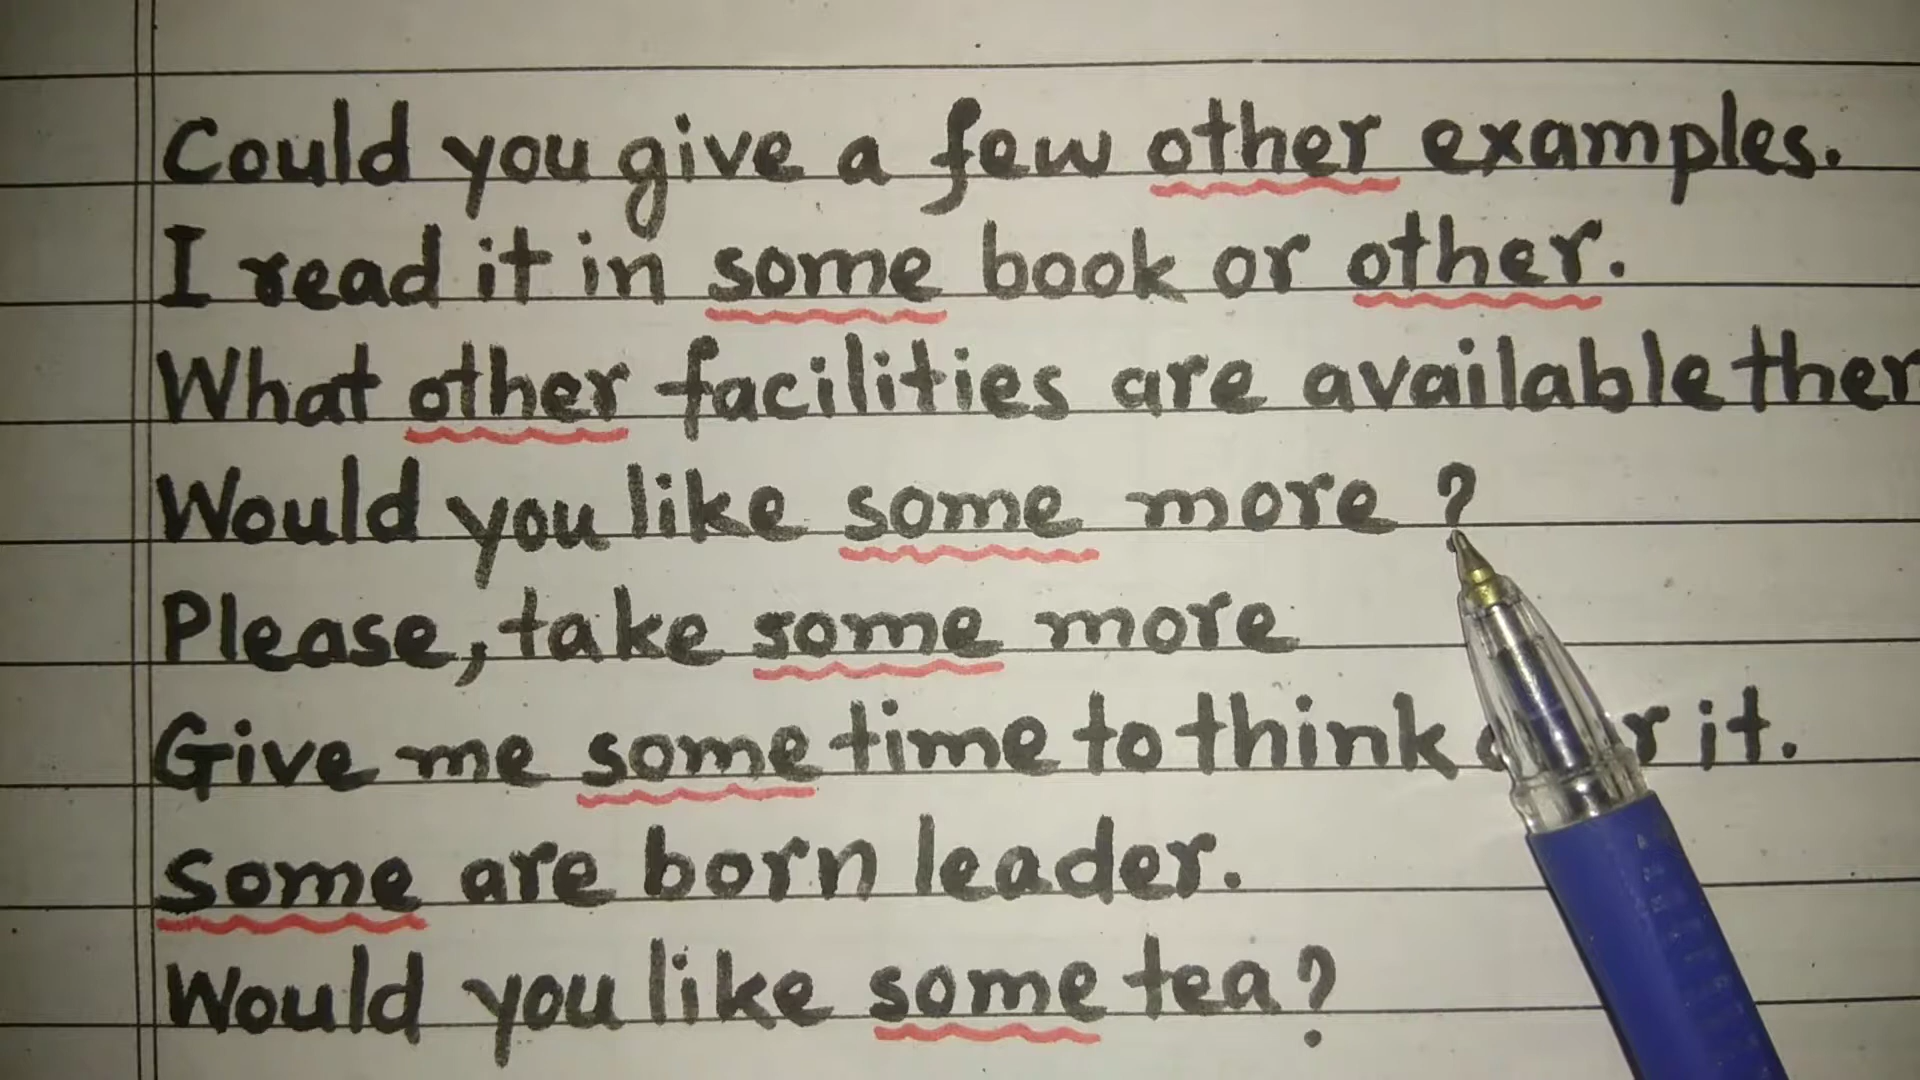 Could you give a few other examples.
I read it in some book or other.
What other facilities are available ther
Would you like some more ?
Please, take some more
Give me some time to think r it.
Some are born leader.
Would you like some tea?